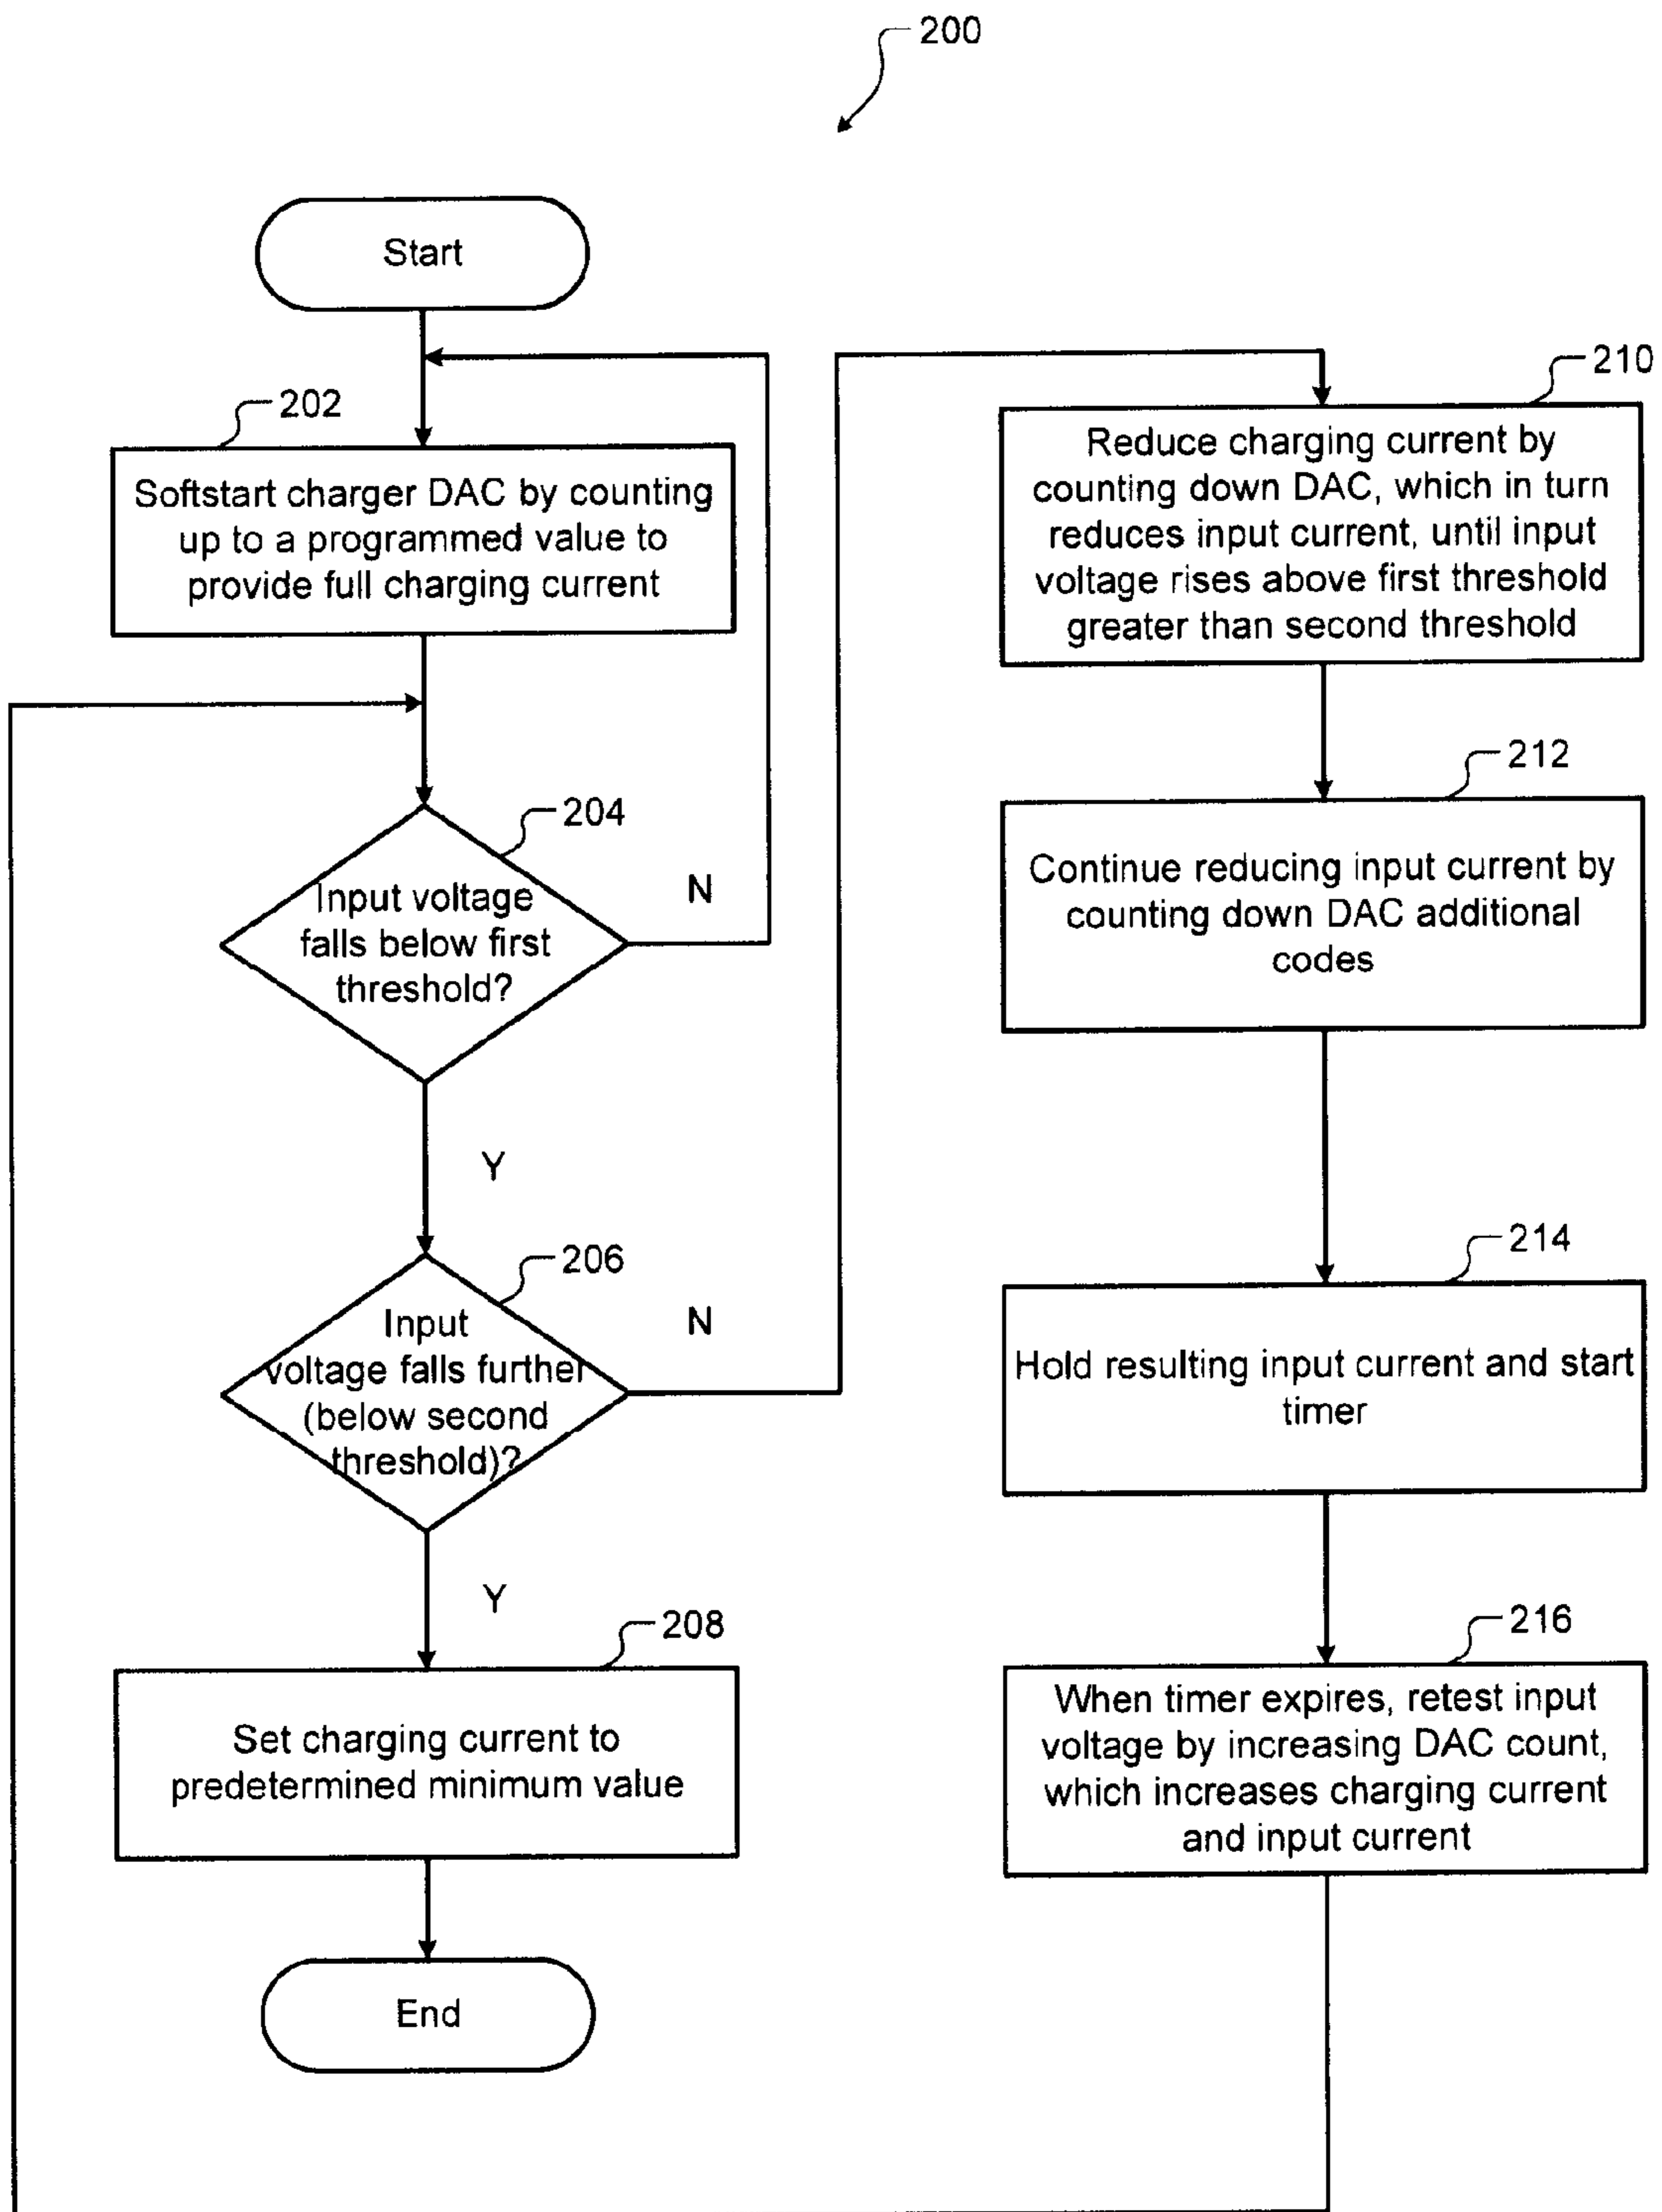 200
Start
202
Softstart charger DAC by counting
up to a programmed value to
provide full charging current
204
Input voltage
falls below first
threshold?
N
Y
206
Input
voltage falls further
(below second
threshold)?
N
Y
208
Set charging current to
predetermined minimum value
End
210
Reduce charging current by
counting down DAC, which in turn
reduces input current, until input
voltage rises above first threshold
greater than second threshold
212
Continue reducing input current by
counting down DAC additional
codes
214
Hold resulting input current and start
timer
216
When timer expires, retest input
voltage by increasing DAC count,
which increases charging current
and input current